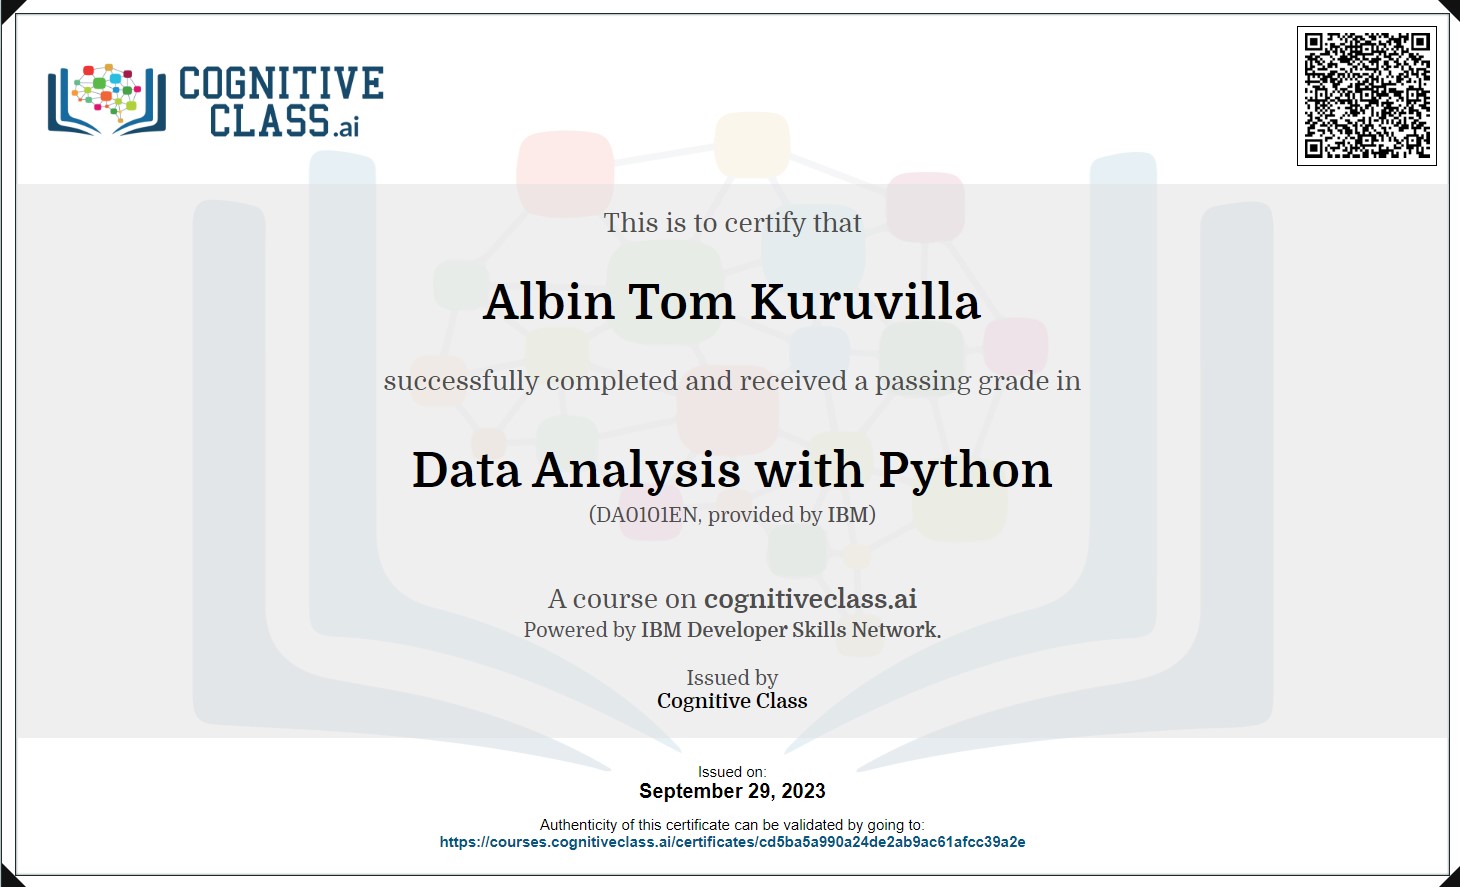 COGNITIVE
CLASS.ai
This is to certify that
Albin Tom Kuruvilla
successfully completed and received a passing grade in
Data Analysis with Python
(DA0101EN, provided by IBM)
A course on cognitiveclass.ai
Powered by IBM Developer Skills Network.
Issued by
Cognitive Class
Issued on:
September 29, 2023
Authenticity of this certificate can be validated by going to:
https://courses.cognitiveclass.ai/certificates/cd5ba5a990a24de2ab9ac61afcc39a2e